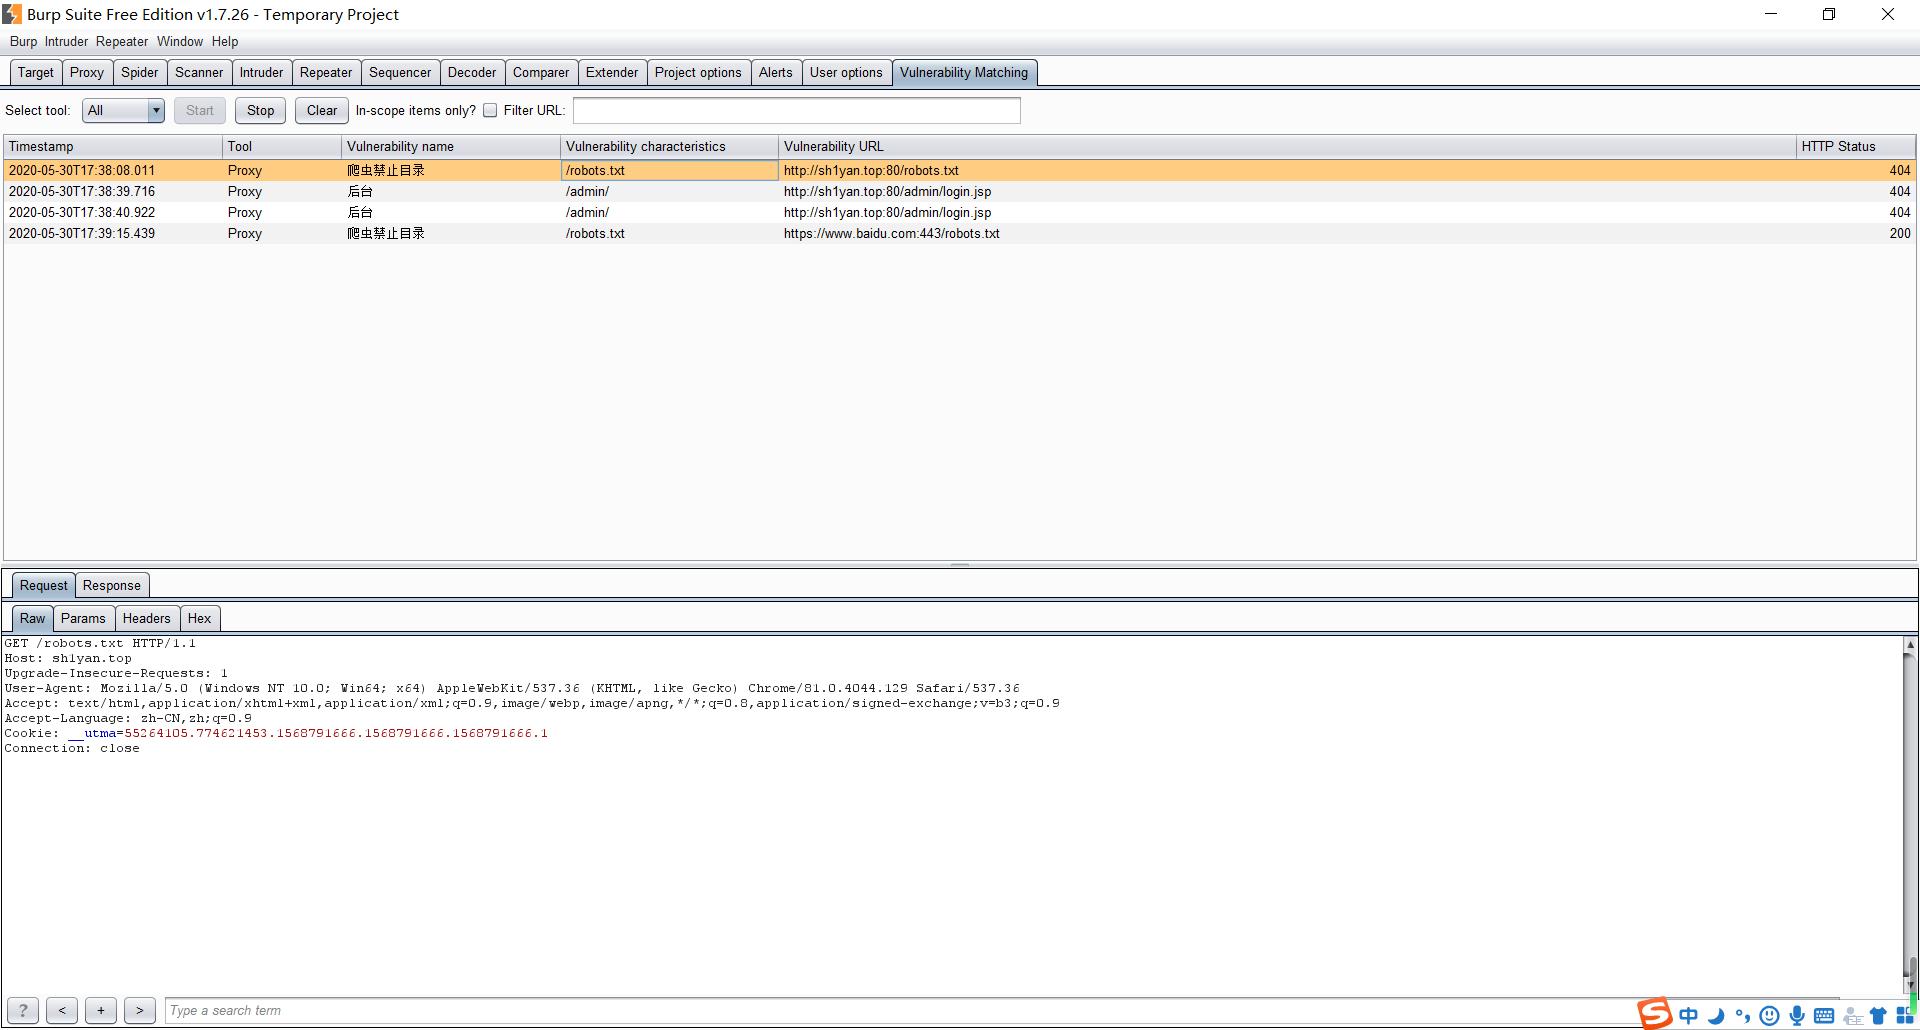 Burp Suite Free Edition v1.7.26 - Temporary Project
Burp Intruder Repeater Window Help
Target Proxy Spider Scanner Intruder Repeater Sequencer Decoder Comparer Extender Project options Alerts User options Vulnerability Matching
Select tool: All Start Stop Clear In-scope items only? Filter URL:
Timestamp Tool Vulnerability name Vulnerability characteristics Vulnerability URL HTTP Status
2020-05-30T17:38:08.011 Proxy 爬虫禁止目录 /robots.txt http://sh1yan.top:80/robots.txt 404
2020-05-30T17:38:39.716 Proxy 后台 /admin/ http://sh1yan.top:80/admin/login.jsp 404
2020-05-30T17:38:40.922 Proxy 后台 /admin/ http://sh1yan.top:80/admin/login.jsp 404
2020-05-30T17:39:15.439 Proxy 爬虫禁止目录 /robots.txt https://www.baidu.com:443/robots.txt 200
Request Response
Raw Params Headers Hex
GET /robots.txt HTTP/1.1
Host: sh1yan.top
Upgrade-Insecure-Requests: 1
User-Agent: Mozilla/5.0 (Windows NT 10.0; Win64; x64) AppleWebKit/537.36 (KHTML, like Gecko) Chrome/81.0.4044.129 Safari/537.36
Accept: text/html,application/xhtml+xml,application/xml;q=0.9,image/webp,image/apng,*/*;q=0.8,application/signed-exchange;v=b3;q=0.9
Accept-Language: zh-CN,zh;q=0.9
Cookie: __utma=55264105.774621453.1568791666.1568791666.1568791666.1
Connection: close
? < + > Type a search term
S 中